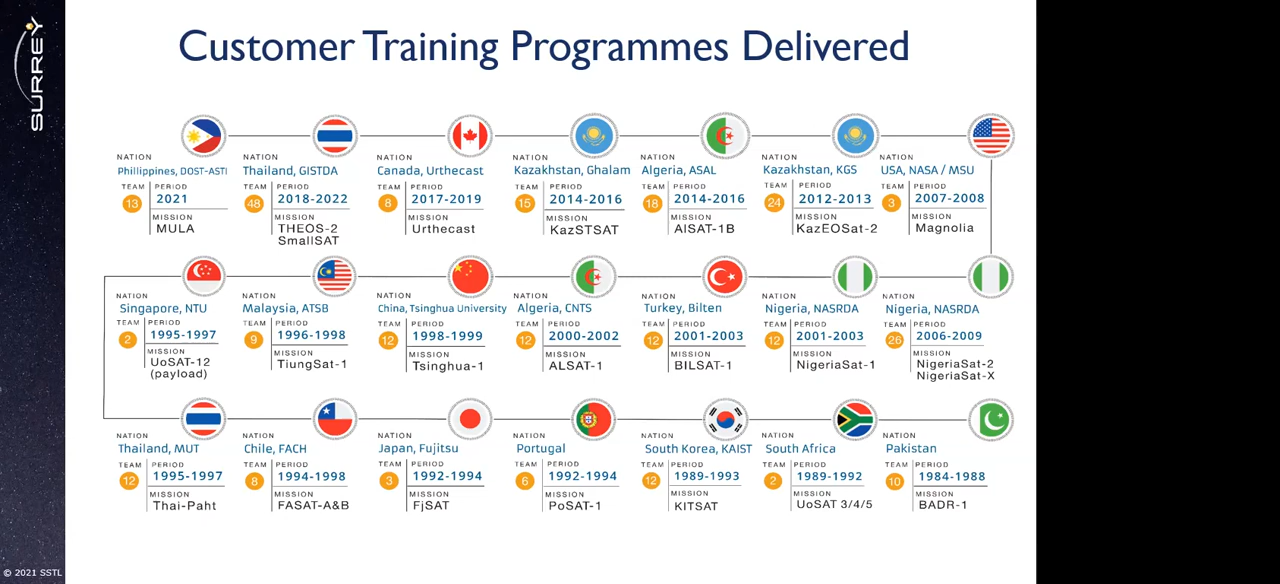 SURREY
Customer Training Programmes Delivered
NATION
Phillippines, DOST-ASTI
TEAM
13
PERIOD
2021
MISSION
MULA
NATION
Thailand, GISTDA
TEAM
48
PERIOD
2018-2022
MISSION
THEOS-2
SmallSAT
NATION
Canada, Urthecast
TEAM
8
PERIOD
2017-2019
MISSION
Urthecast
NATION
Kazakhstan, Ghalam
TEAM
15
PERIOD
2014-2016
MISSION
KazSTSAT
NATION
Algeria, ASAL
TEAM
18
PERIOD
2014-2016
MISSION
AlSAT-1B
NATION
Kazakhstan, KGS
TEAM
24
PERIOD
2012-2013
MISSION
KazEOSat-2
NATION
USA, NASA / MSU
TEAM
3
PERIOD
2007-2008
MISSION
Magnolia
NATION
Singapore, NTU
TEAM
2
PERIOD
1995-1997
MISSION
UoSAT-12
(payload)
NATION
Malaysia, ATSB
TEAM
9
PERIOD
1996-1998
MISSION
TiungSat-1
NATION
China, Tsinghua University
TEAM
12
PERIOD
1998-1999
MISSION
Tsinghua-1
NATION
Algeria, CNTS
TEAM
12
PERIOD
2000-2002
MISSION
ALSAT-1
NATION
Turkey, Bilten
TEAM
12
PERIOD
2001-2003
MISSION
BILSAT-1
NATION
Nigeria, NASRDA
TEAM
12
PERIOD
2001-2003
MISSION
NigeriaSat-1
NATION
Nigeria, NASRDA
TEAM
26
PERIOD
2006-2009
MISSION
NigeriaSat-2
NigeriaSat-X
NATION
Thailand, MUT
TEAM
12
PERIOD
1995-1997
MISSION
Thai-Paht
NATION
Chile, FACH
TEAM
8
PERIOD
1994-1998
MISSION
FASAT-A&B
NATION
Japan, Fujitsu
TEAM
3
PERIOD
1992-1994
MISSION
FjSAT
NATION
Portugal
TEAM
6
PERIOD
1992-1994
MISSION
PoSAT-1
NATION
South Korea, KAIST
TEAM
12
PERIOD
1989-1993
MISSION
KITSAT
NATION
South Africa
TEAM
2
PERIOD
1989-1992
MISSION
UoSAT 3/4/5
NATION
Pakistan
TEAM
10
PERIOD
1984-1988
MISSION
BADR-1
© 2021 SSTL